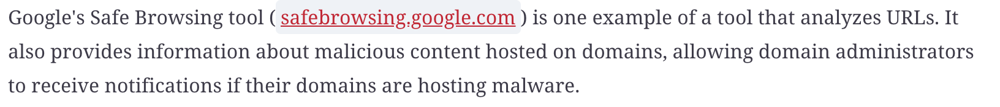 Google's Safe Browsing tool ( safebrowsing.google.com ) is one example of a tool that analyzes URLs. It
also provides information about malicious content hosted on domains, allowing domain administrators
to receive notifications if their domains are hosting malware.